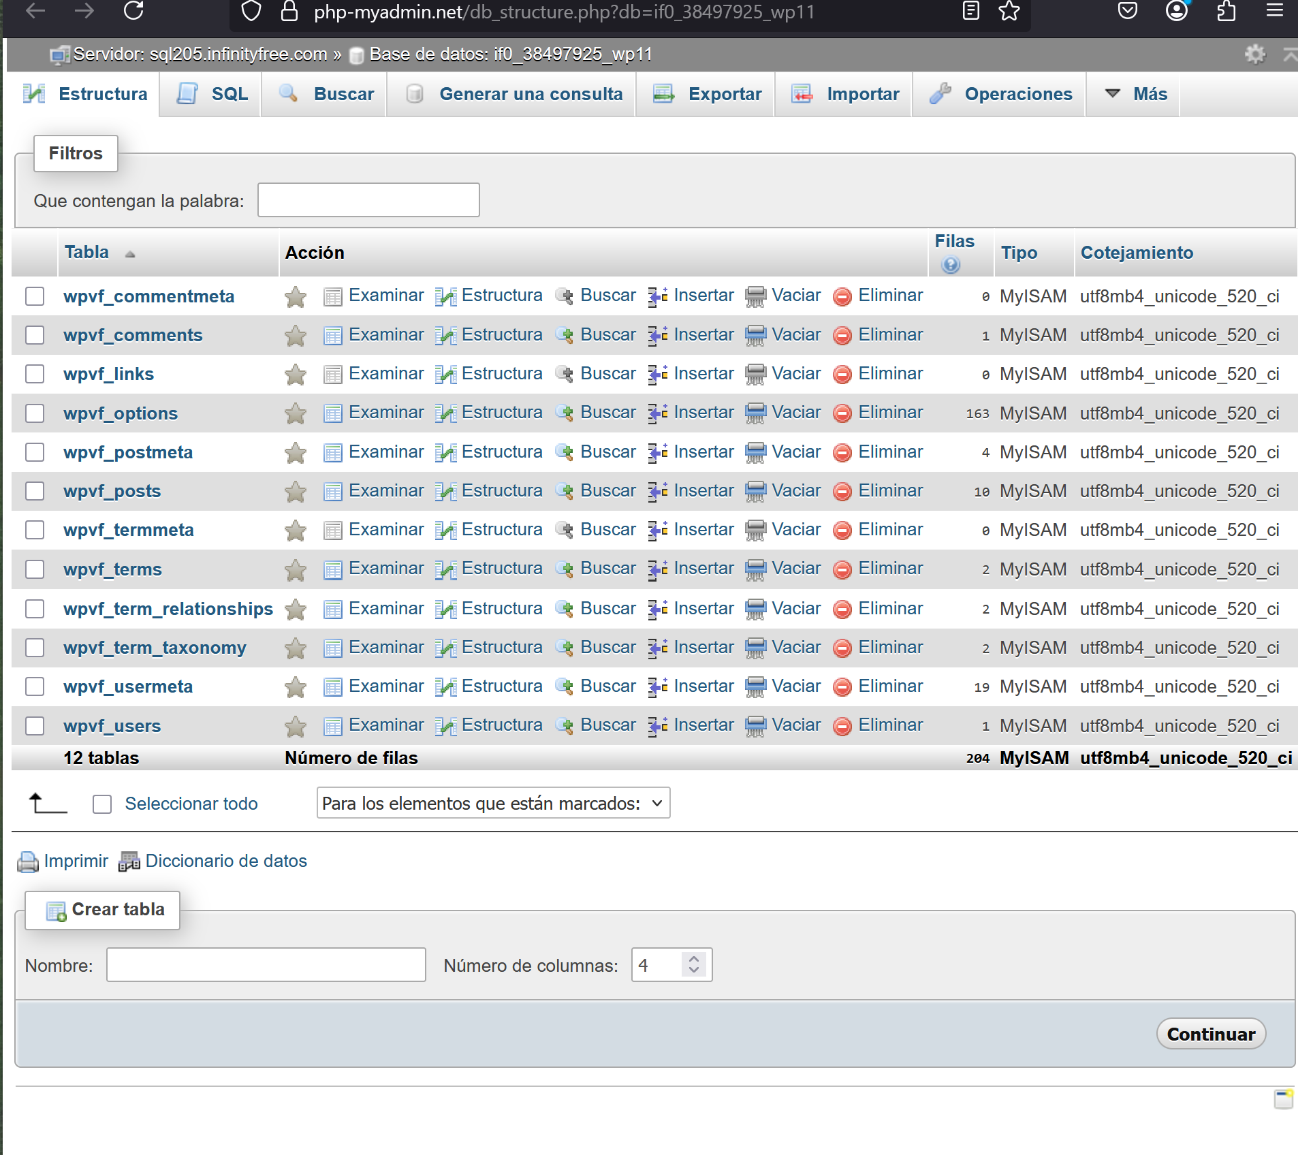 php-myadmin.net/db_structure.php?db=if0_38497925_wp11
Servidor: sql205.infinityfree.com » Base de datos: if0_38497925_wp11
Estructura SQL Buscar Generar una consulta Exportar Importar Operaciones Más
Filtros
Que contengan la palabra:
Tabla Acción Filas Tipo Cotejamiento
wpvf_commentmeta Examinar Estructura Buscar Insertar Vaciar Eliminar 0 MyISAM utf8mb4_unicode_520_ci
wpvf_comments Examinar Estructura Buscar Insertar Vaciar Eliminar 1 MyISAM utf8mb4_unicode_520_ci
wpvf_links Examinar Estructura Buscar Insertar Vaciar Eliminar 0 MyISAM utf8mb4_unicode_520_ci
wpvf_options Examinar Estructura Buscar Insertar Vaciar Eliminar 163 MyISAM utf8mb4_unicode_520_ci
wpvf_postmeta Examinar Estructura Buscar Insertar Vaciar Eliminar 4 MyISAM utf8mb4_unicode_520_ci
wpvf_posts Examinar Estructura Buscar Insertar Vaciar Eliminar 10 MyISAM utf8mb4_unicode_520_ci
wpvf_termmeta Examinar Estructura Buscar Insertar Vaciar Eliminar 0 MyISAM utf8mb4_unicode_520_ci
wpvf_terms Examinar Estructura Buscar Insertar Vaciar Eliminar 2 MyISAM utf8mb4_unicode_520_ci
wpvf_term_relationships Examinar Estructura Buscar Insertar Vaciar Eliminar 2 MyISAM utf8mb4_unicode_520_ci
wpvf_term_taxonomy Examinar Estructura Buscar Insertar Vaciar Eliminar 2 MyISAM utf8mb4_unicode_520_ci
wpvf_usermeta Examinar Estructura Buscar Insertar Vaciar Eliminar 19 MyISAM utf8mb4_unicode_520_ci
wpvf_users Examinar Estructura Buscar Insertar Vaciar Eliminar 1 MyISAM utf8mb4_unicode_520_ci
12 tablas Número de filas 204 MyISAM utf8mb4_unicode_520_ci
Seleccionar todo Para los elementos que están marcados:
Imprimir Diccionario de datos
Crear tabla
Nombre: Número de columnas: 4
Continuar